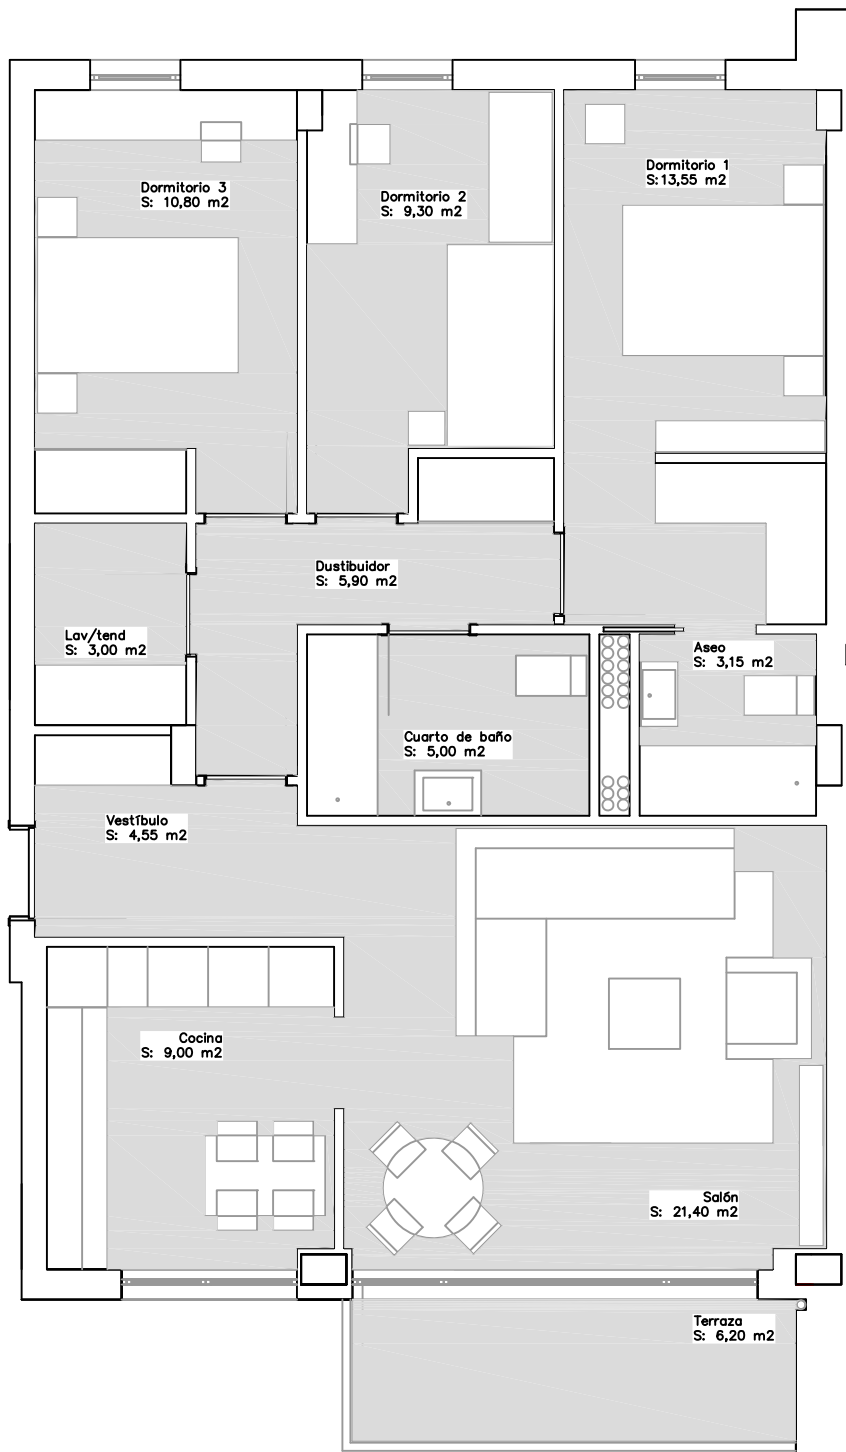 Dormitorio 3
S: 10,80 m2
Dormitorio 2
S: 9,30 m2
Dormitorio 1
S:13,55 m2
Dustibuidor
S: 5,90 m2
Lav/tend
S: 3,00 m2
Aseo
S: 3,15 m2
Cuarto de baño
S: 5,00 m2
Vestíbulo
S: 4,55 m2
Cocina
S: 9,00 m2
Salón
S: 21,40 m2
Terraza
S: 6,20 m2